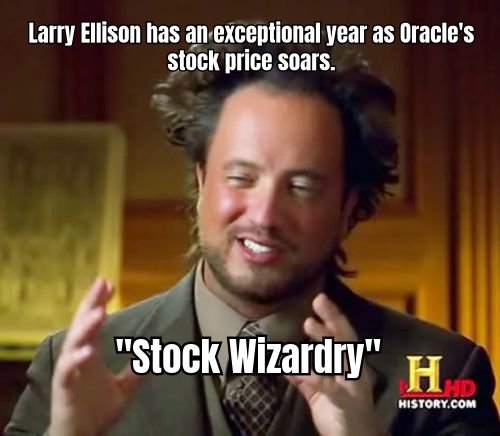 Larry Ellison has an exceptional year as Oracle's
stock price soars.
"Stock Wizardry"
H HD
HISTORY.COM